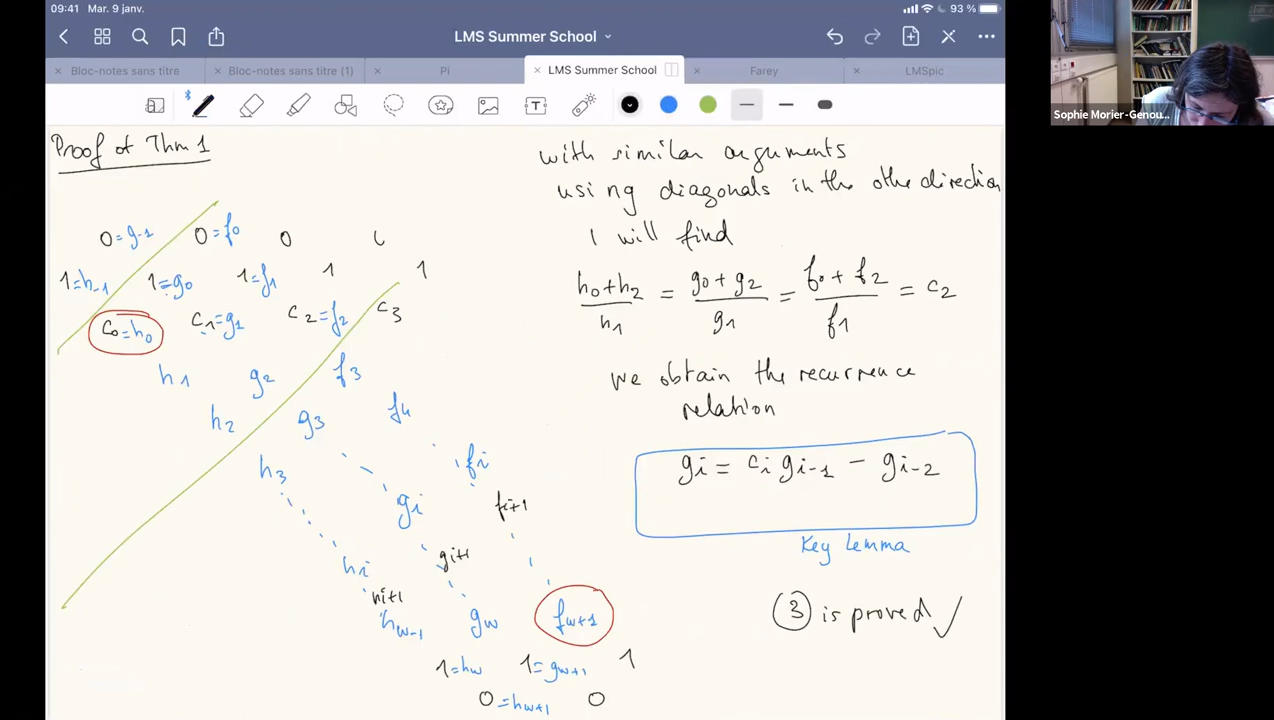 09:41 Mar. 9 janv.
93 %
LMS Summer School
Bloc-notes sans titre
Bloc-notes sans titre (1)
Pi
LMS Summer School
Farey
LMSpic
Sophie Morier-Genou...
Proof of Thm 1
0=g-1 0=f0 0
1=h-1 1=g0 1=f1 1 1
c0=h0 c1=g1 c2=f2 c3
h1 g2 f3
h2 g3 f4
h3 fi
gi fi+1
hi gi+1
hi+1
hw-1 gw fw+1
1=hw 1=gw+1 1
0=hw+1 0
with similar arguments
using diagonals in the othe direction
I will find
h0+h2/h1 = g0+g2/g1 = f0+f2/f1 = c2
we obtain the recurrence
relation
gi = ci gi-1 - gi-2
Key Lemma
3 is proved ✓